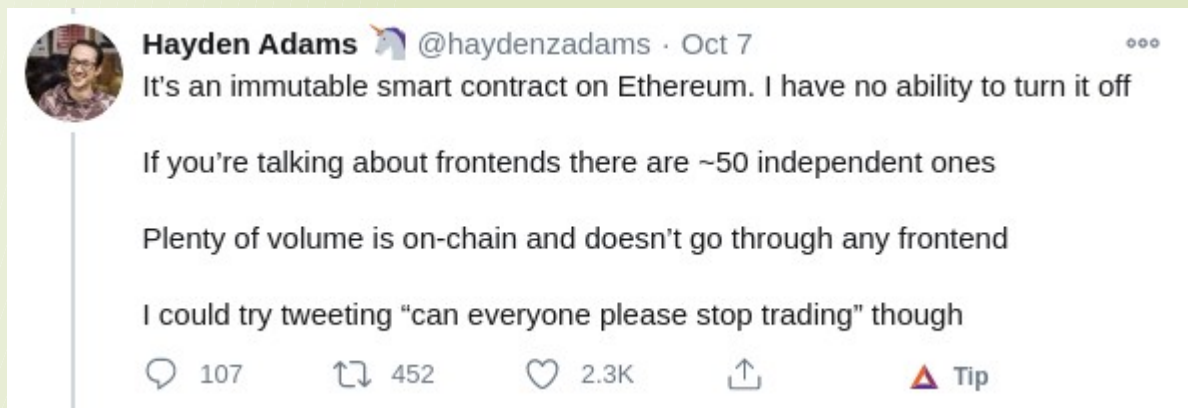 Hayden Adams 🦄 @haydenzadams · Oct 7
It’s an immutable smart contract on Ethereum. I have no ability to turn it off
If you’re talking about frontends there are ~50 independent ones
Plenty of volume is on-chain and doesn’t go through any frontend
I could try tweeting “can everyone please stop trading” though
107 452 2.3K Tip